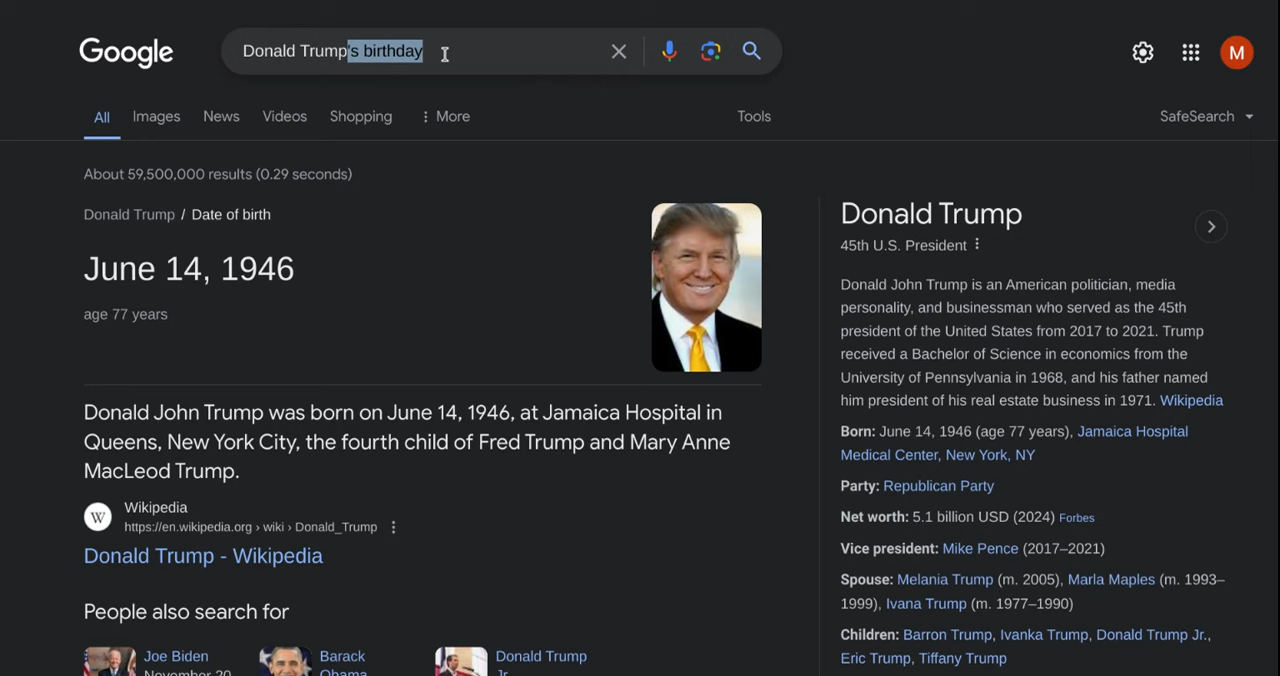 Google
Donald Trump's birthday
M
All
Images
News
Videos
Shopping
More
Tools
SafeSearch
About 59,500,000 results (0.29 seconds)
Donald Trump / Date of birth
June 14, 1946
age 77 years
Donald John Trump was born on June 14, 1946, at Jamaica Hospital in
Queens, New York City, the fourth child of Fred Trump and Mary Anne
MacLeod Trump.
W
Wikipedia
https://en.wikipedia.org › wiki › Donald_Trump
Donald Trump - Wikipedia
People also search for
Joe Biden
November 20
Barack
Obama
Donald Trump
Jr.
Donald Trump
45th U.S. President
Donald John Trump is an American politician, media
personality, and businessman who served as the 45th
president of the United States from 2017 to 2021. Trump
received a Bachelor of Science in economics from the
University of Pennsylvania in 1968, and his father named
him president of his real estate business in 1971. Wikipedia
Born: June 14, 1946 (age 77 years), Jamaica Hospital
Medical Center, New York, NY
Party: Republican Party
Net worth: 5.1 billion USD (2024) Forbes
Vice president: Mike Pence (2017–2021)
Spouse: Melania Trump (m. 2005), Marla Maples (m. 1993–
1999), Ivana Trump (m. 1977–1990)
Children: Barron Trump, Ivanka Trump, Donald Trump Jr.,
Eric Trump, Tiffany Trump